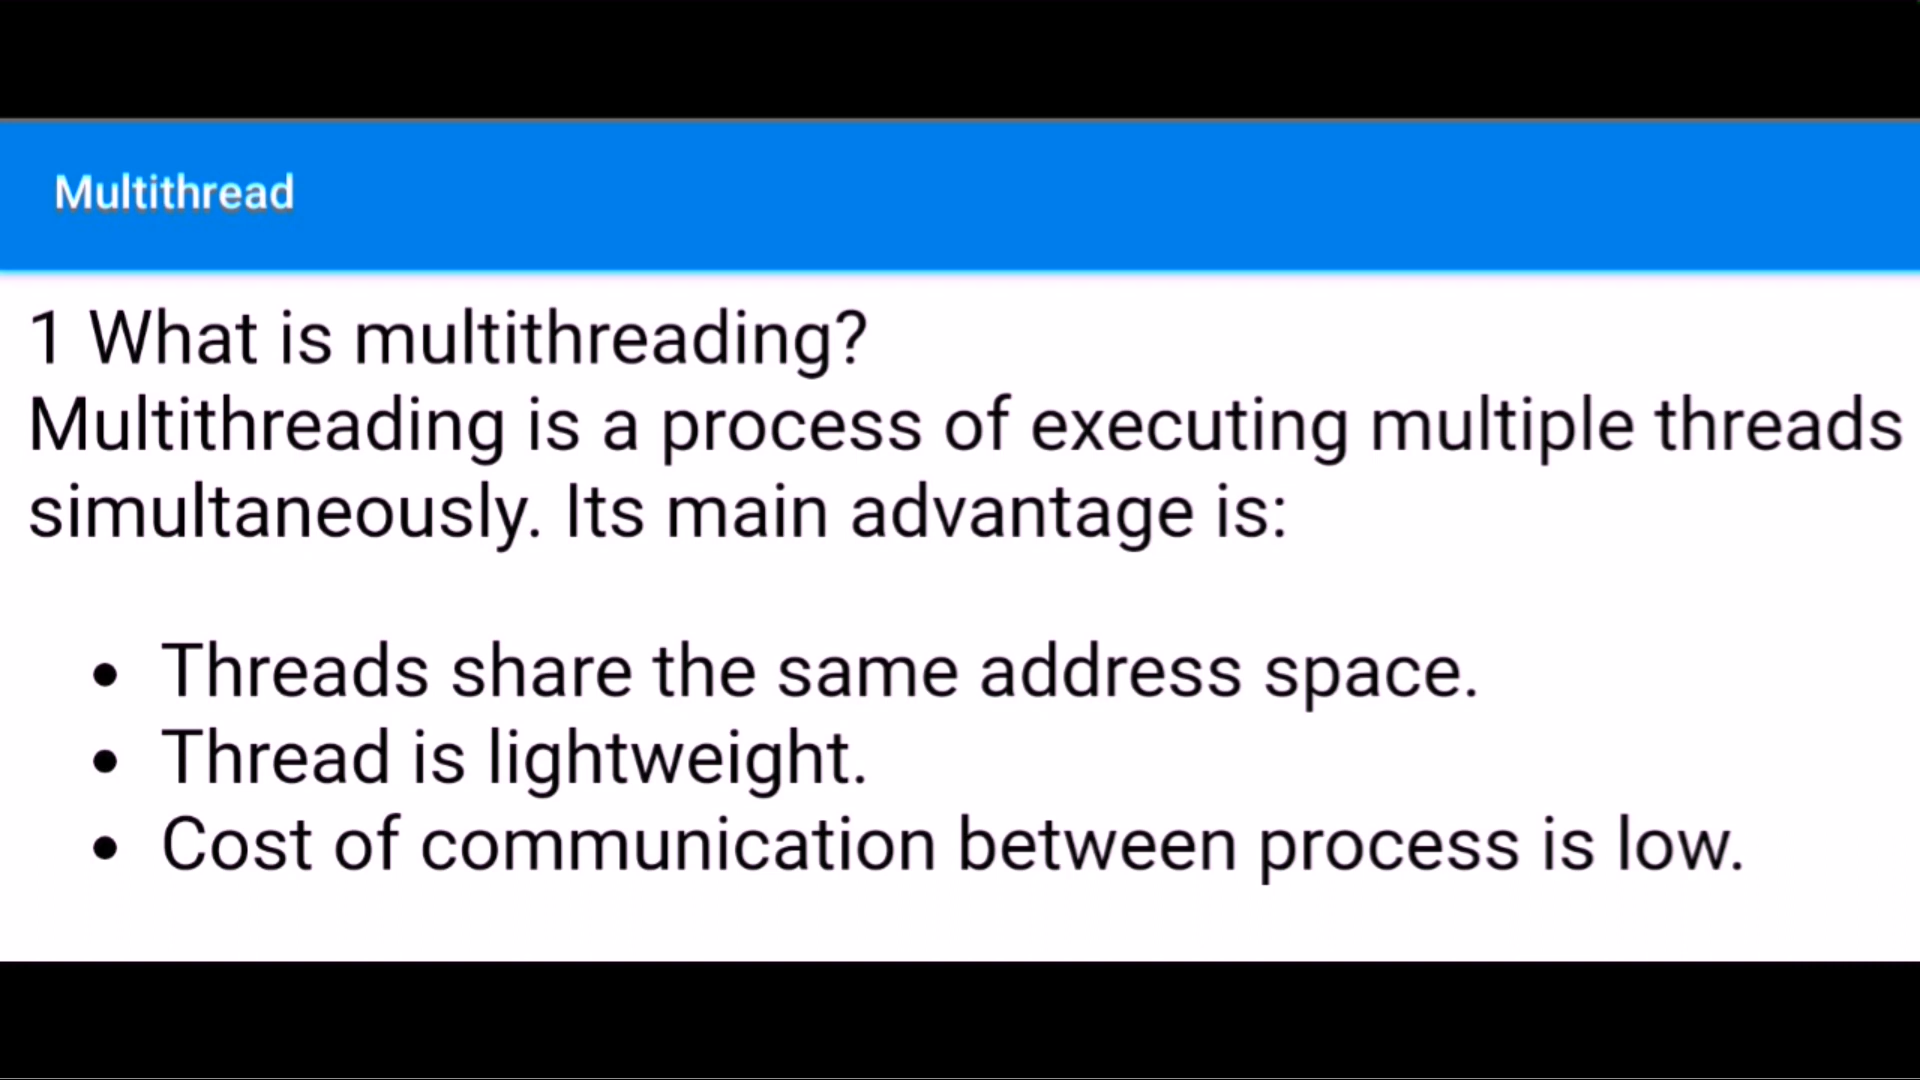 Multithread
1 What is multithreading?
Multithreading is a process of executing multiple threads
simultaneously. Its main advantage is:
• Threads share the same address space.
• Thread is lightweight.
• Cost of communication between process is low.